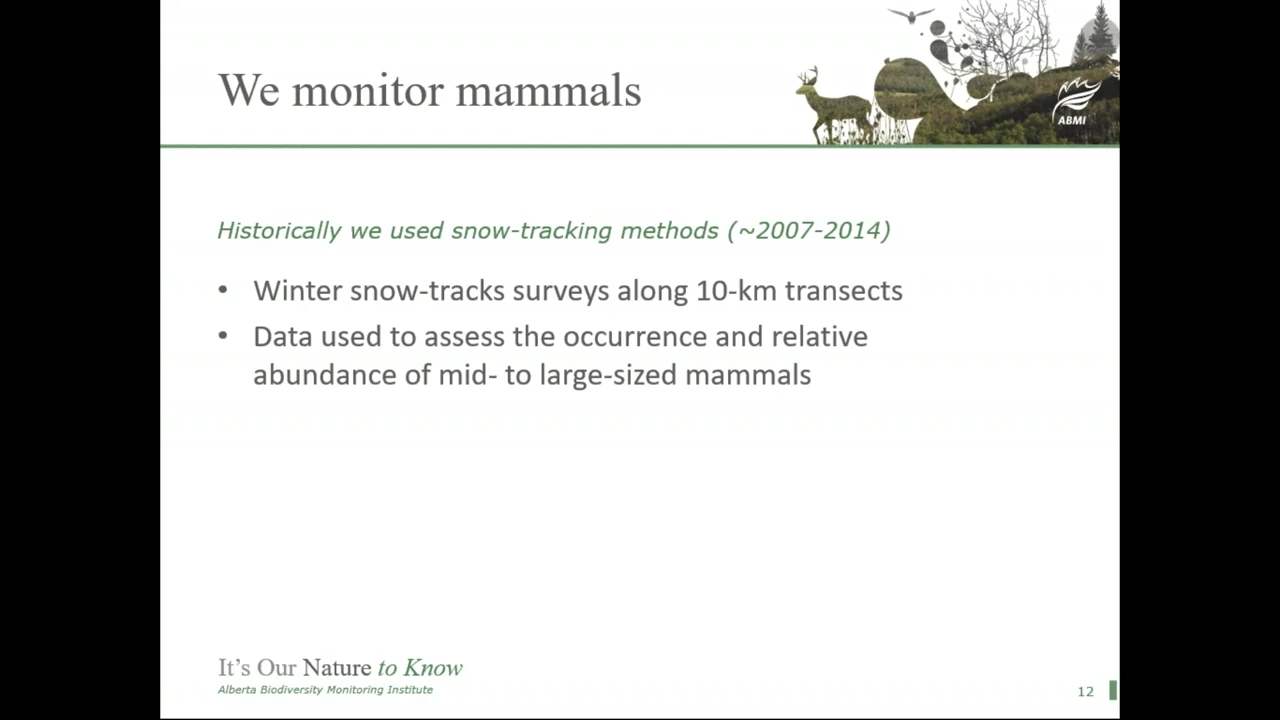 We monitor mammals
ABMI
Historically we used snow-tracking methods (~2007-2014)
• Winter snow-tracks surveys along 10-km transects
• Data used to assess the occurrence and relative
abundance of mid- to large-sized mammals
It's Our Nature to Know
Alberta Biodiversity Monitoring Institute
12